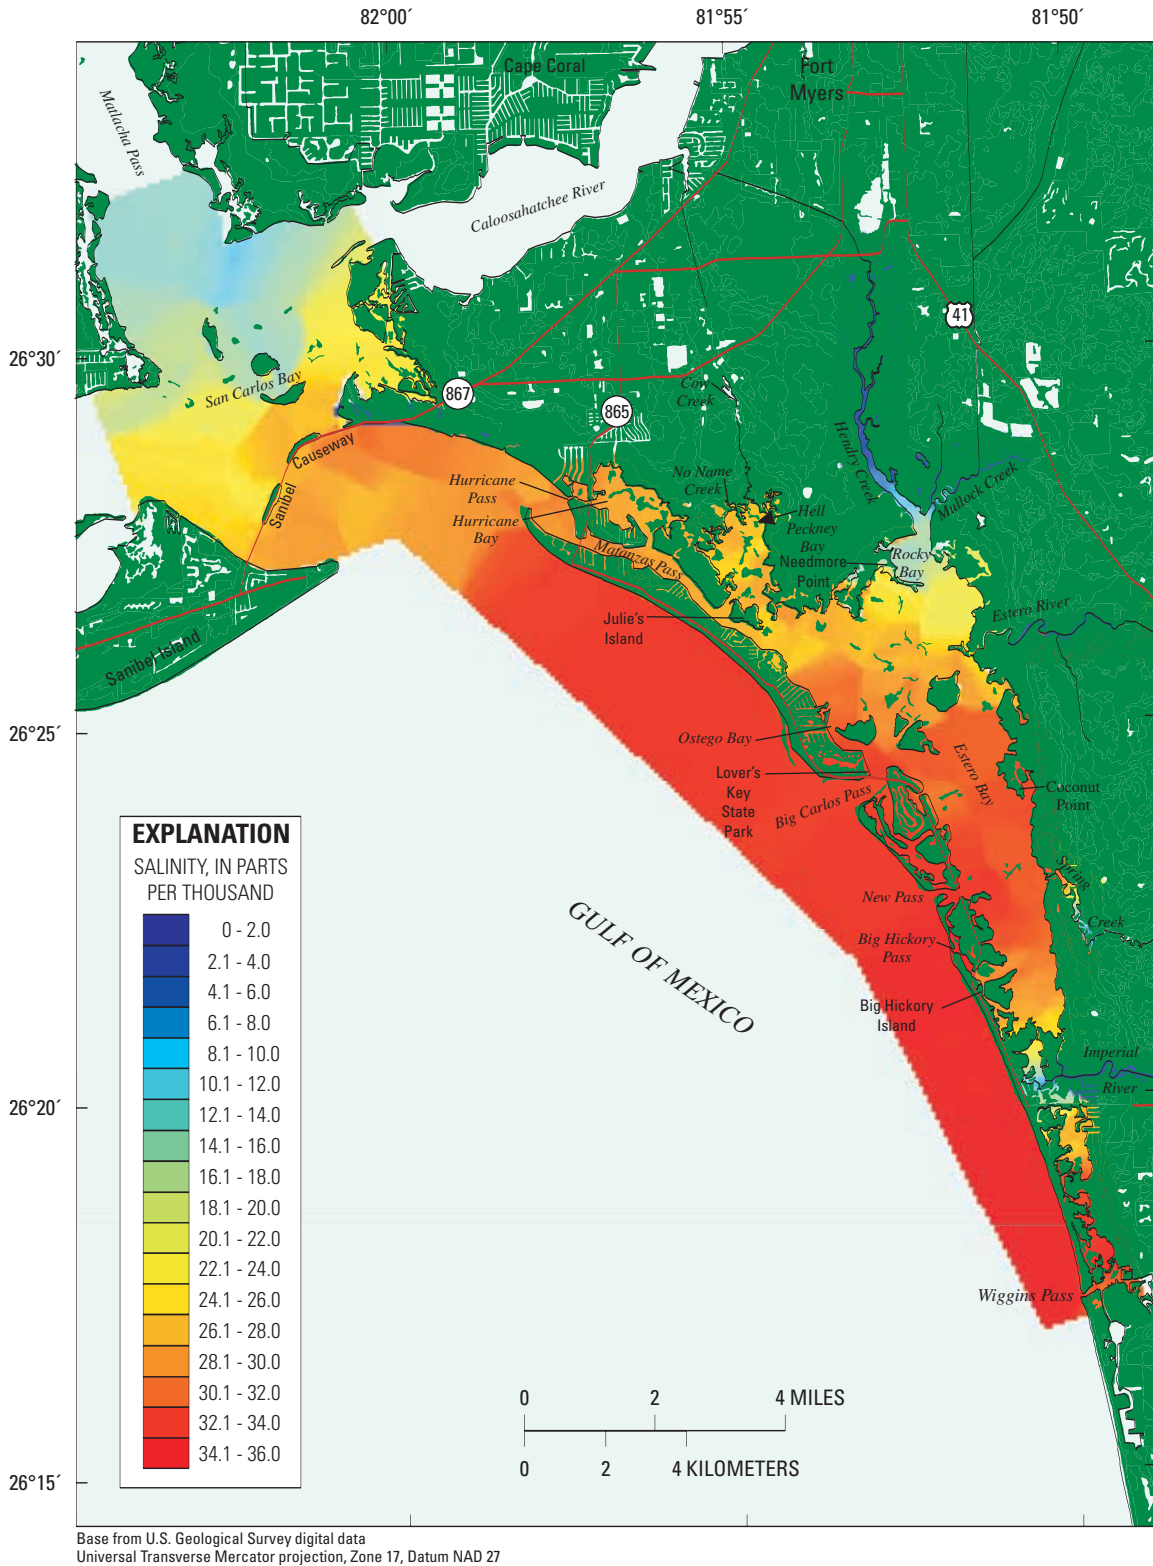 82°00´
81°55´
81°50´
Cape Coral
Fort
Myers
Matlacha Pass
Caloosahatchee River
41
26°30´
San Carlos Bay
867
865
Cow
Creek
Hendry Creek
Mullock Creek
Causeway
Sanibel
Hurricane
Pass
Hurricane
Bay
No Name
Creek
Hell
Peckney
Bay
Matanzas Pass
Needmore
Point
Rocky
Bay
Estero River
Julie's
Island
Sanibel Island
26°25´
Ostego Bay
Lover's
Key
State
Park
Big Carlos Pass
Estero Bay
Coconut
Point
Spring
Creek
New Pass
Big Hickory
Pass
Big Hickory
Island
GULF OF MEXICO
Imperial
River
26°20´
Wiggins Pass
EXPLANATION
SALINITY, IN PARTS
PER THOUSAND
0 - 2.0
2.1 - 4.0
4.1 - 6.0
6.1 - 8.0
8.1 - 10.0
10.1 - 12.0
12.1 - 14.0
14.1 - 16.0
16.1 - 18.0
18.1 - 20.0
20.1 - 22.0
22.1 - 24.0
24.1 - 26.0
26.1 - 28.0
28.1 - 30.0
30.1 - 32.0
32.1 - 34.0
34.1 - 36.0
0 2 4 MILES
0 2 4 KILOMETERS
26°15´
Base from U.S. Geological Survey digital data
Universal Transverse Mercator projection, Zone 17, Datum NAD 27